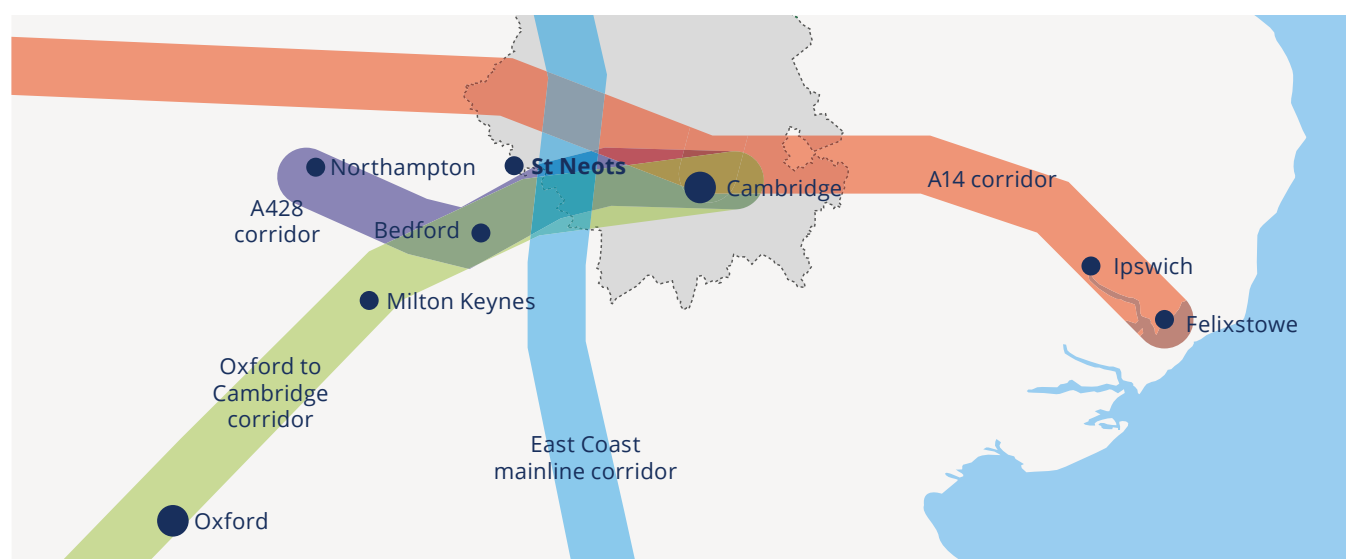 Northampton
St Neots
A428
corridor
Bedford
Cambridge
A14 corridor
Milton Keynes
Ipswich
Felixstowe
Oxford to
Cambridge
corridor
East Coast
mainline corridor
Oxford